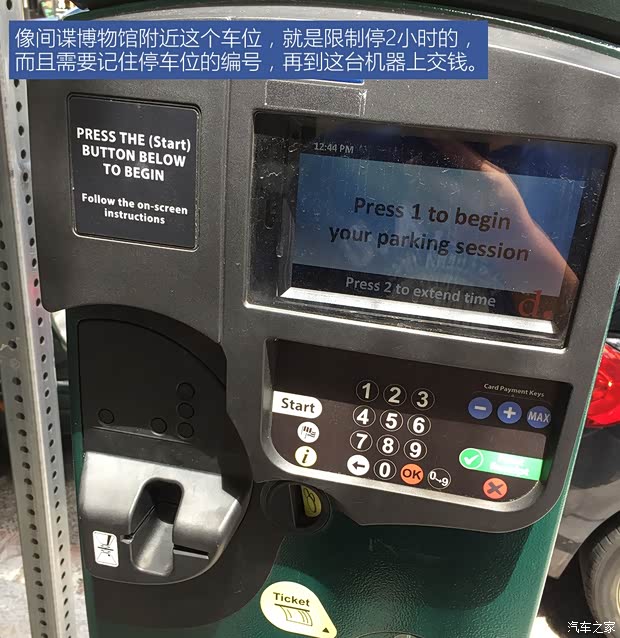 像间谍博物馆附近这个车位，就是限制停2小时的，
而且需要记住停车位的编号，再到这台机器上交钱。
PRESS THE (Start)
BUTTON BELOW
TO BEGIN
Follow the on-screen
instructions
12:44 PM
Press 1 to begin
your parking session
Press 2 to extend time
d.
Card Payment Keys
Start
1 2 3
- + MAX
4 5 6
7 8 9
i
0 OK 0→9
Ticket
汽车之家